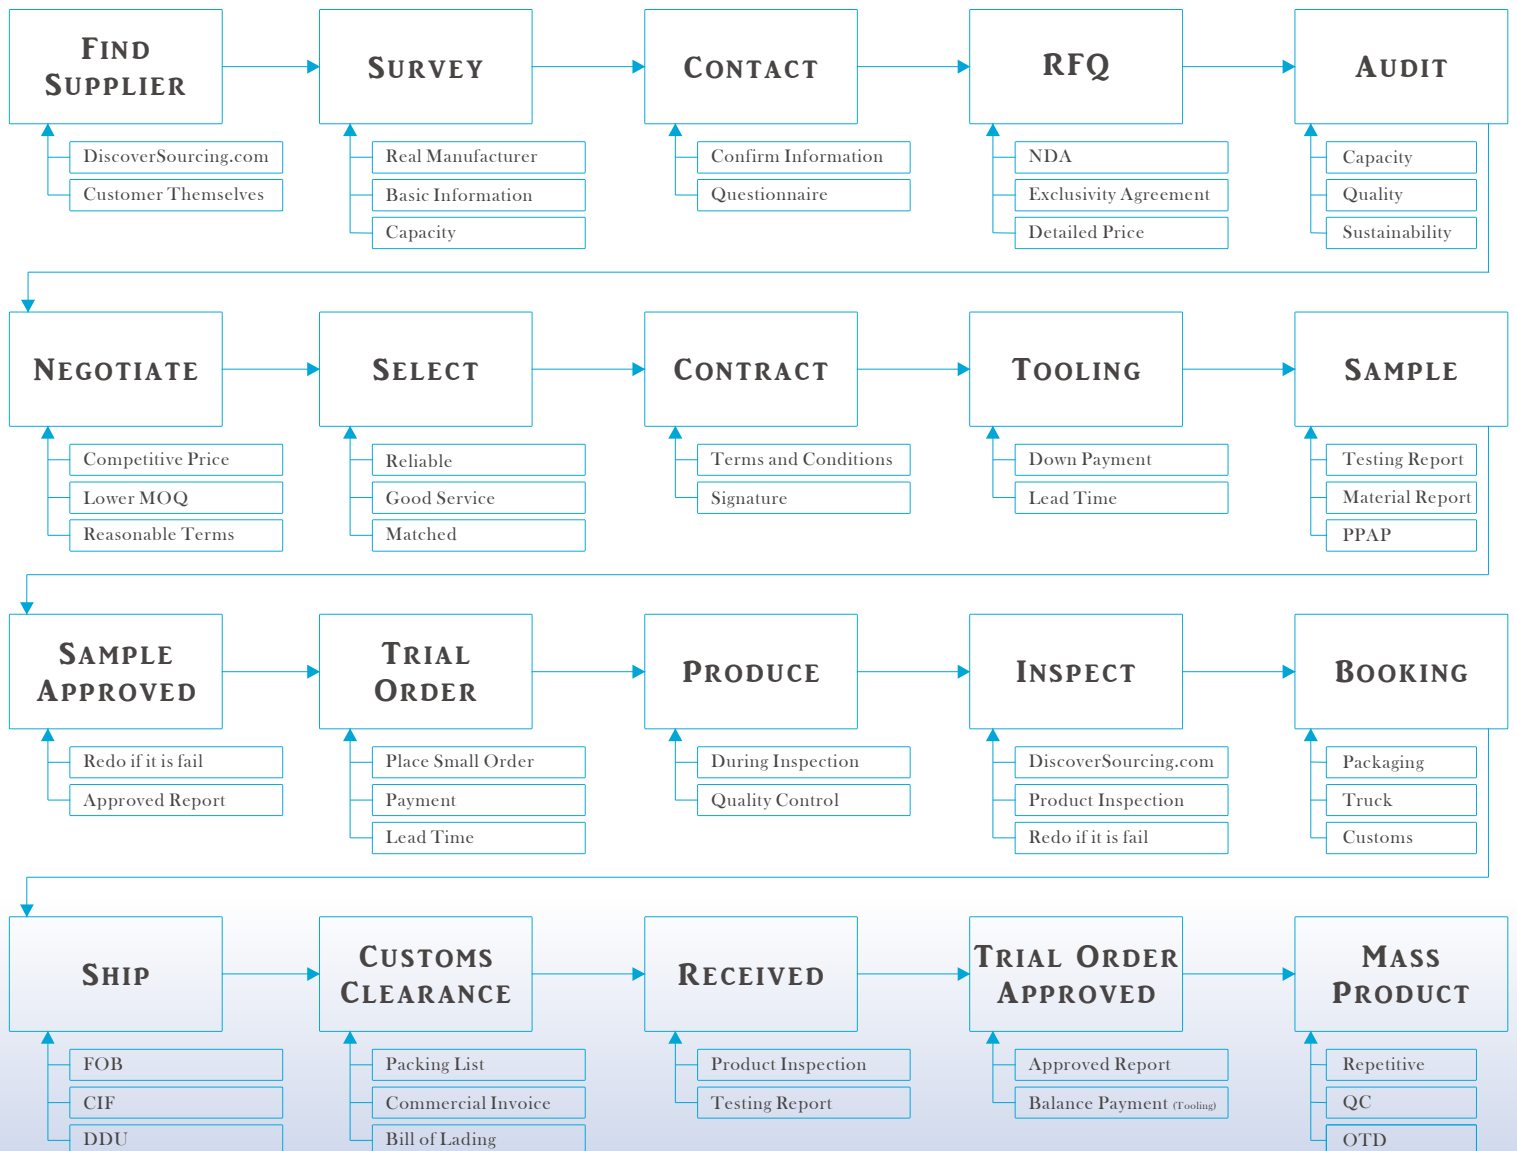 FIND
SUPPLIER
DiscoverSourcing.com
Customer Themselves
SURVEY
Real Manufacturer
Basic Information
Capacity
CONTACT
Confirm Information
Questionnaire
RFQ
NDA
Exclusivity Agreement
Detailed Price
AUDIT
Capacity
Quality
Sustainability
NEGOTIATE
Competitive Price
Lower MOQ
Reasonable Terms
SELECT
Reliable
Good Service
Matched
CONTRACT
Terms and Conditions
Signature
TOOLING
Down Payment
Lead Time
SAMPLE
Testing Report
Material Report
PPAP
SAMPLE
APPROVED
Redo if it is fail
Approved Report
TRIAL
ORDER
Place Small Order
Payment
Lead Time
PRODUCE
During Inspection
Quality Control
INSPECT
DiscoverSourcing.com
Product Inspection
Redo if it is fail
BOOKING
Packaging
Truck
Customs
SHIP
FOB
CIF
DDU
CUSTOMS
CLEARANCE
Packing List
Commercial Invoice
Bill of Lading
RECEIVED
Product Inspection
Testing Report
TRIAL ORDER
APPROVED
Approved Report
Balance Payment (Tooling)
MASS
PRODUCT
Repetitive
QC
OTD